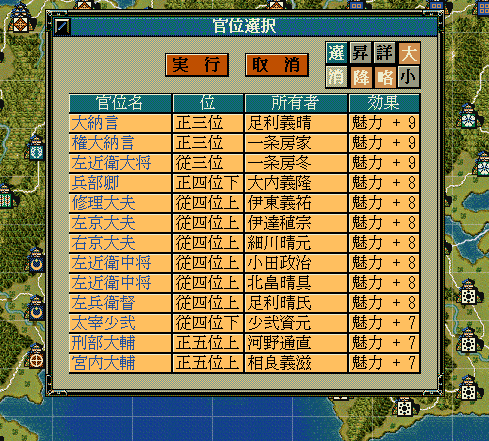 官位選択
実行 取消
選 昇 詳 大
消 降 略 小
官位名 位 所有者 効果
大納言 正三位 足利義晴 魅力 + 9
権大納言 従三位 一条房家 魅力 + 9
左近衛大将 従三位 一条房冬 魅力 + 9
兵部卿 正四位下 大内義隆 魅力 + 8
修理大夫 従四位上 伊東義祐 魅力 + 8
左京大夫 従四位上 伊達稙宗 魅力 + 8
右京大夫 従四位上 細川晴元 魅力 + 8
左近衛中将 従四位上 小田政治 魅力 + 8
左近衛中将 従四位上 北畠晴具 魅力 + 8
左兵衛督 従四位上 足利晴氏 魅力 + 8
太宰少弐 従四位下 少弐資元 魅力 + 7
刑部大輔 正五位上 河野通直 魅力 + 7
宮内大輔 正五位上 相良義滋 魅力 + 7